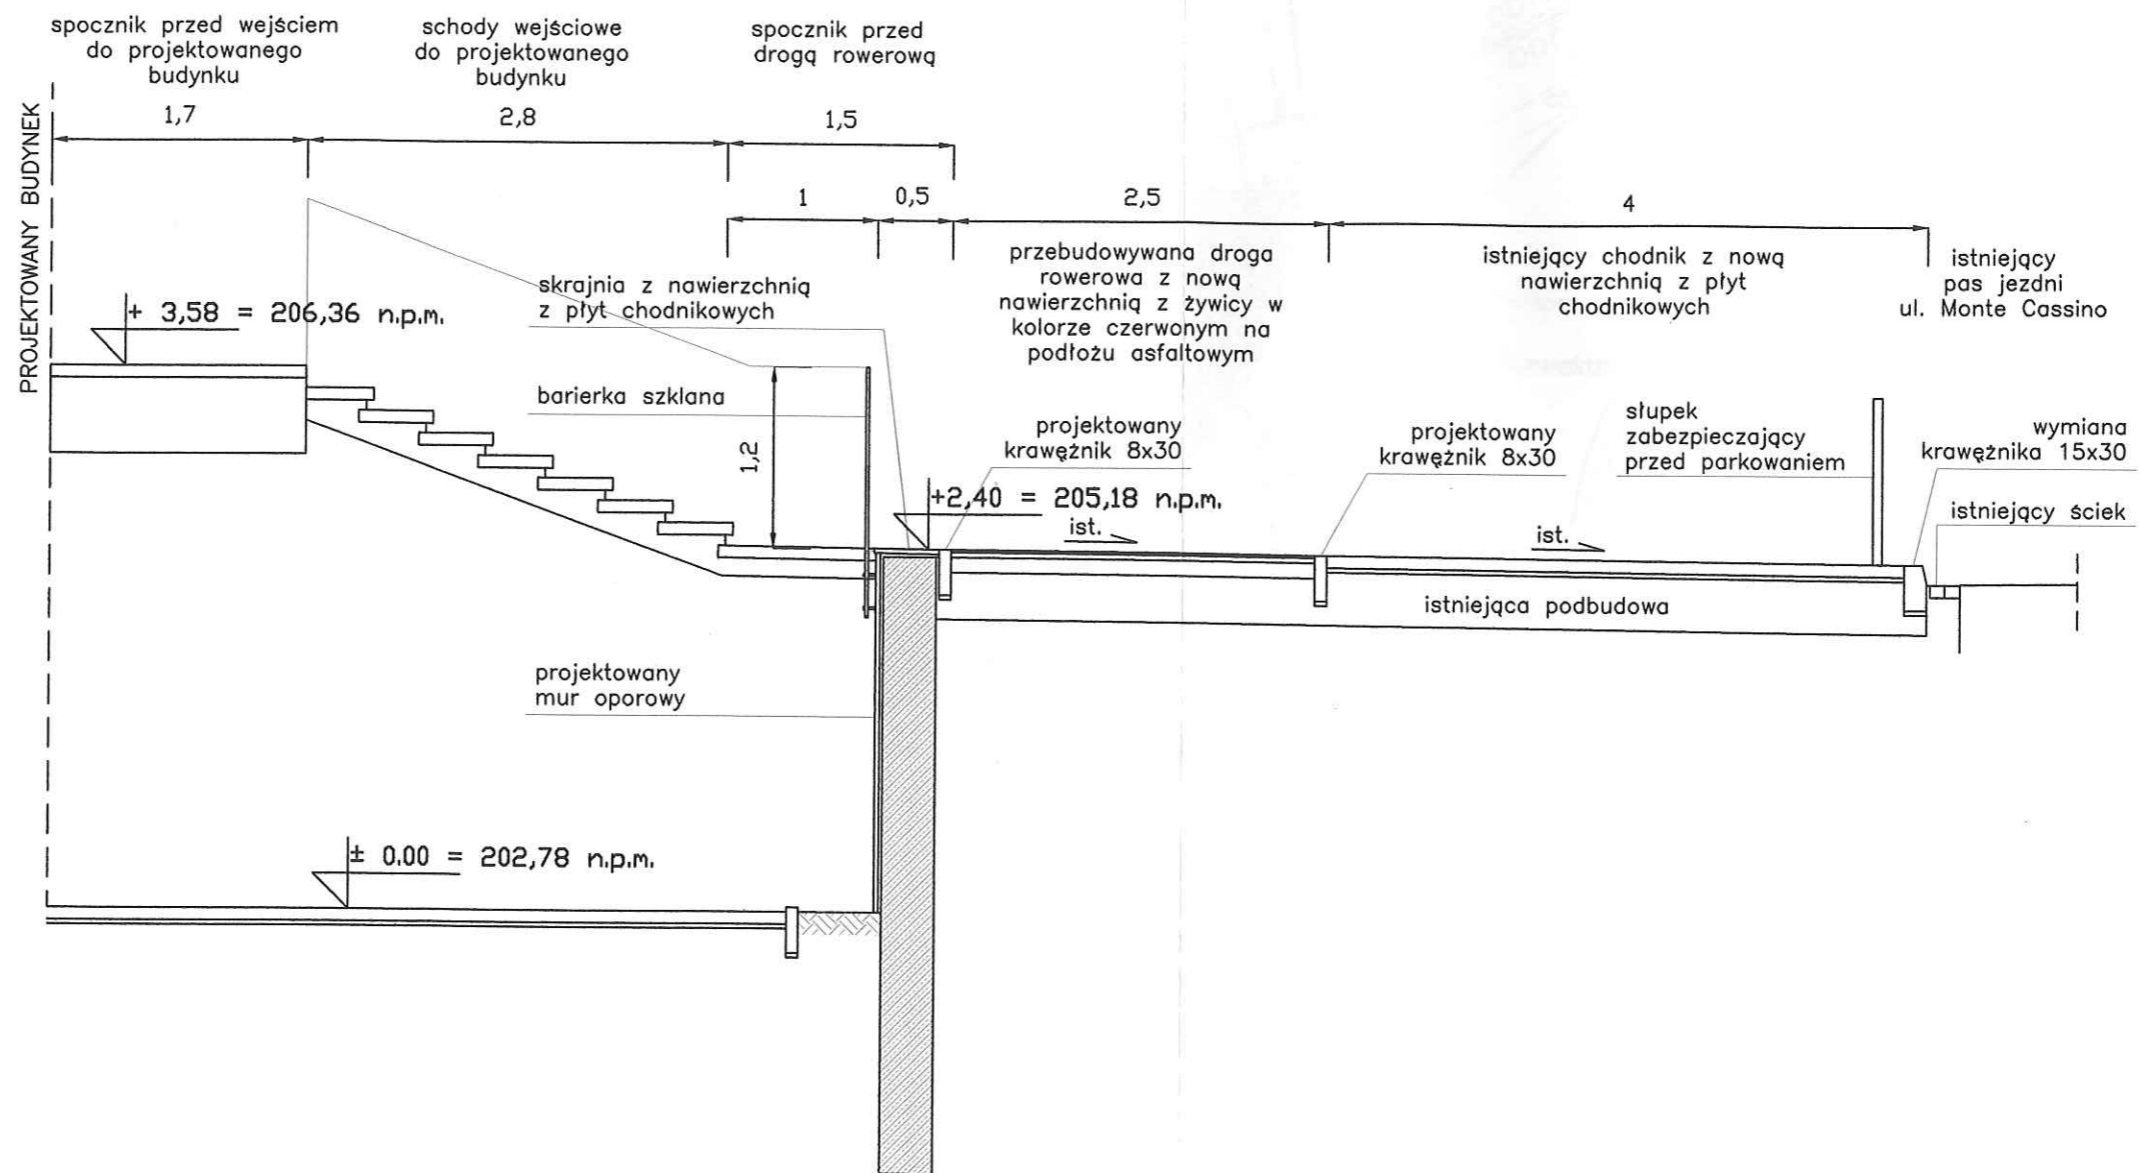 spocznik przed wejściem
do projektowanego
budynku
schody wejściowe
do projektowanego
budynku
spocznik przed
drogą rowerową
PROJEKTOWANY BUDYNEK
1,7
2,8
1,5
1
0,5
2,5
4
skrajnia z nawierzchnią
z płyt chodnikowych
przebudowywana droga
rowerowa z nową
nawierzchnią z żywicy w
kolorze czerwonym na
podłożu asfaltowym
istniejący chodnik z nową
nawierzchnią z płyt
chodnikowych
istniejący
pas jezdni
ul. Monte Cassino
+ 3,58 = 206,36 n.p.m.
barierka szklana
1,2
projektowany
krawężnik 8x30
projektowany
krawężnik 8x30
słupek
zabezpieczający
przed parkowaniem
wymiana
krawężnika 15x30
+2,40 = 205,18 n.p.m.
ist.
ist.
istniejący ściek
istniejąca podbudowa
projektowany
mur oporowy
± 0.00 = 202,78 n.p.m.